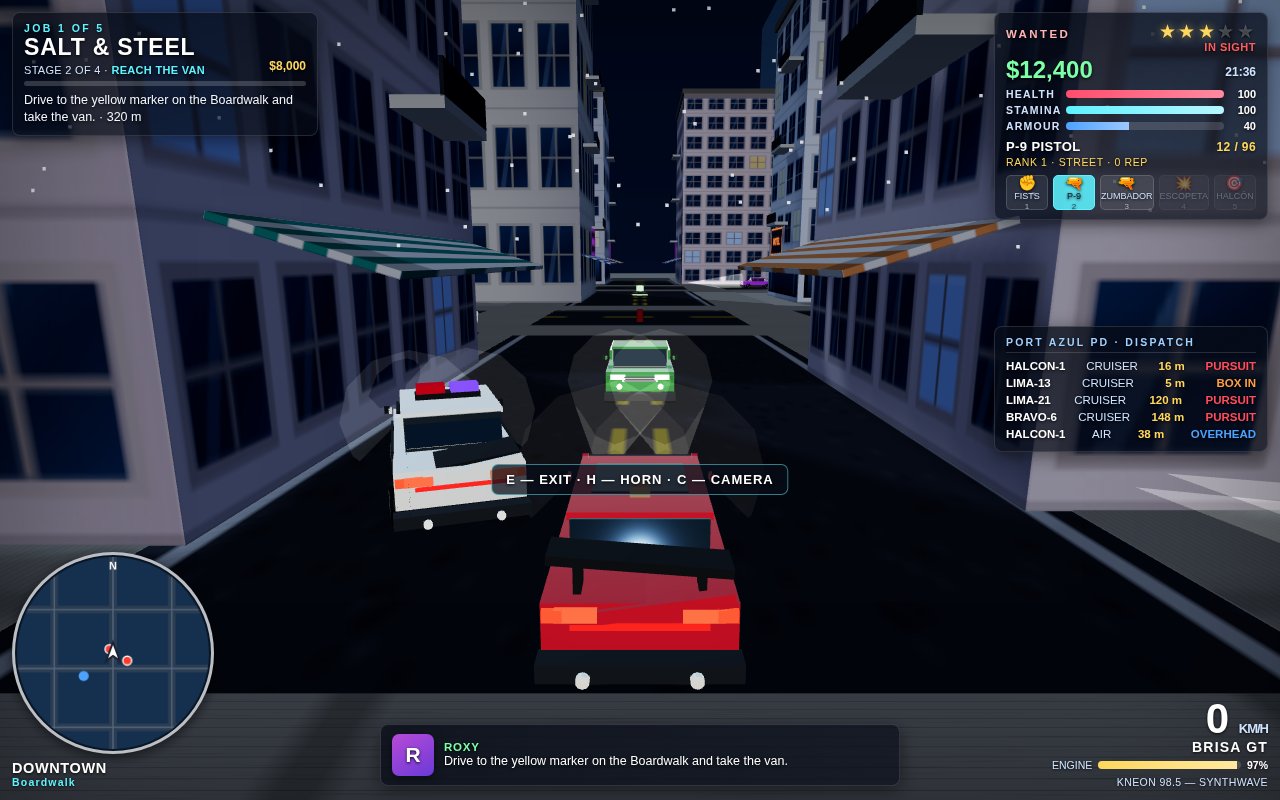 JOB 1 OF 5
SALT & STEEL
STAGE 2 OF 4 · REACH THE VAN
$8,000
Drive to the yellow marker on the Boardwalk and
take the van. · 320 m
WANTED
IN SIGHT
$12,400
21:36
HEALTH 100
STAMINA 100
ARMOUR 40
P-9 PISTOL 12 / 96
RANK 1 · STREET · 0 REP
FISTS P-9 ZUMBADOR ESCOPETA HALCÓN
1 2 3 4 5
PORT AZUL PD · DISPATCH
HALCON-1 CRUISER 16 m PURSUIT
LIMA-13 CRUISER 5 m BOX IN
LIMA-21 CRUISER 120 m PURSUIT
BRAVO-6 CRUISER 148 m PURSUIT
HALCON-1 AIR 38 m OVERHEAD
E — EXIT · H — HORN · C — CAMERA
N
DOWNTOWN
Boardwalk
R
ROXY
Drive to the yellow marker on the Boardwalk and take the van.
0 KM/H
BRISA GT
ENGINE 97%
KNEON 98.5 — SYNTHWAVE